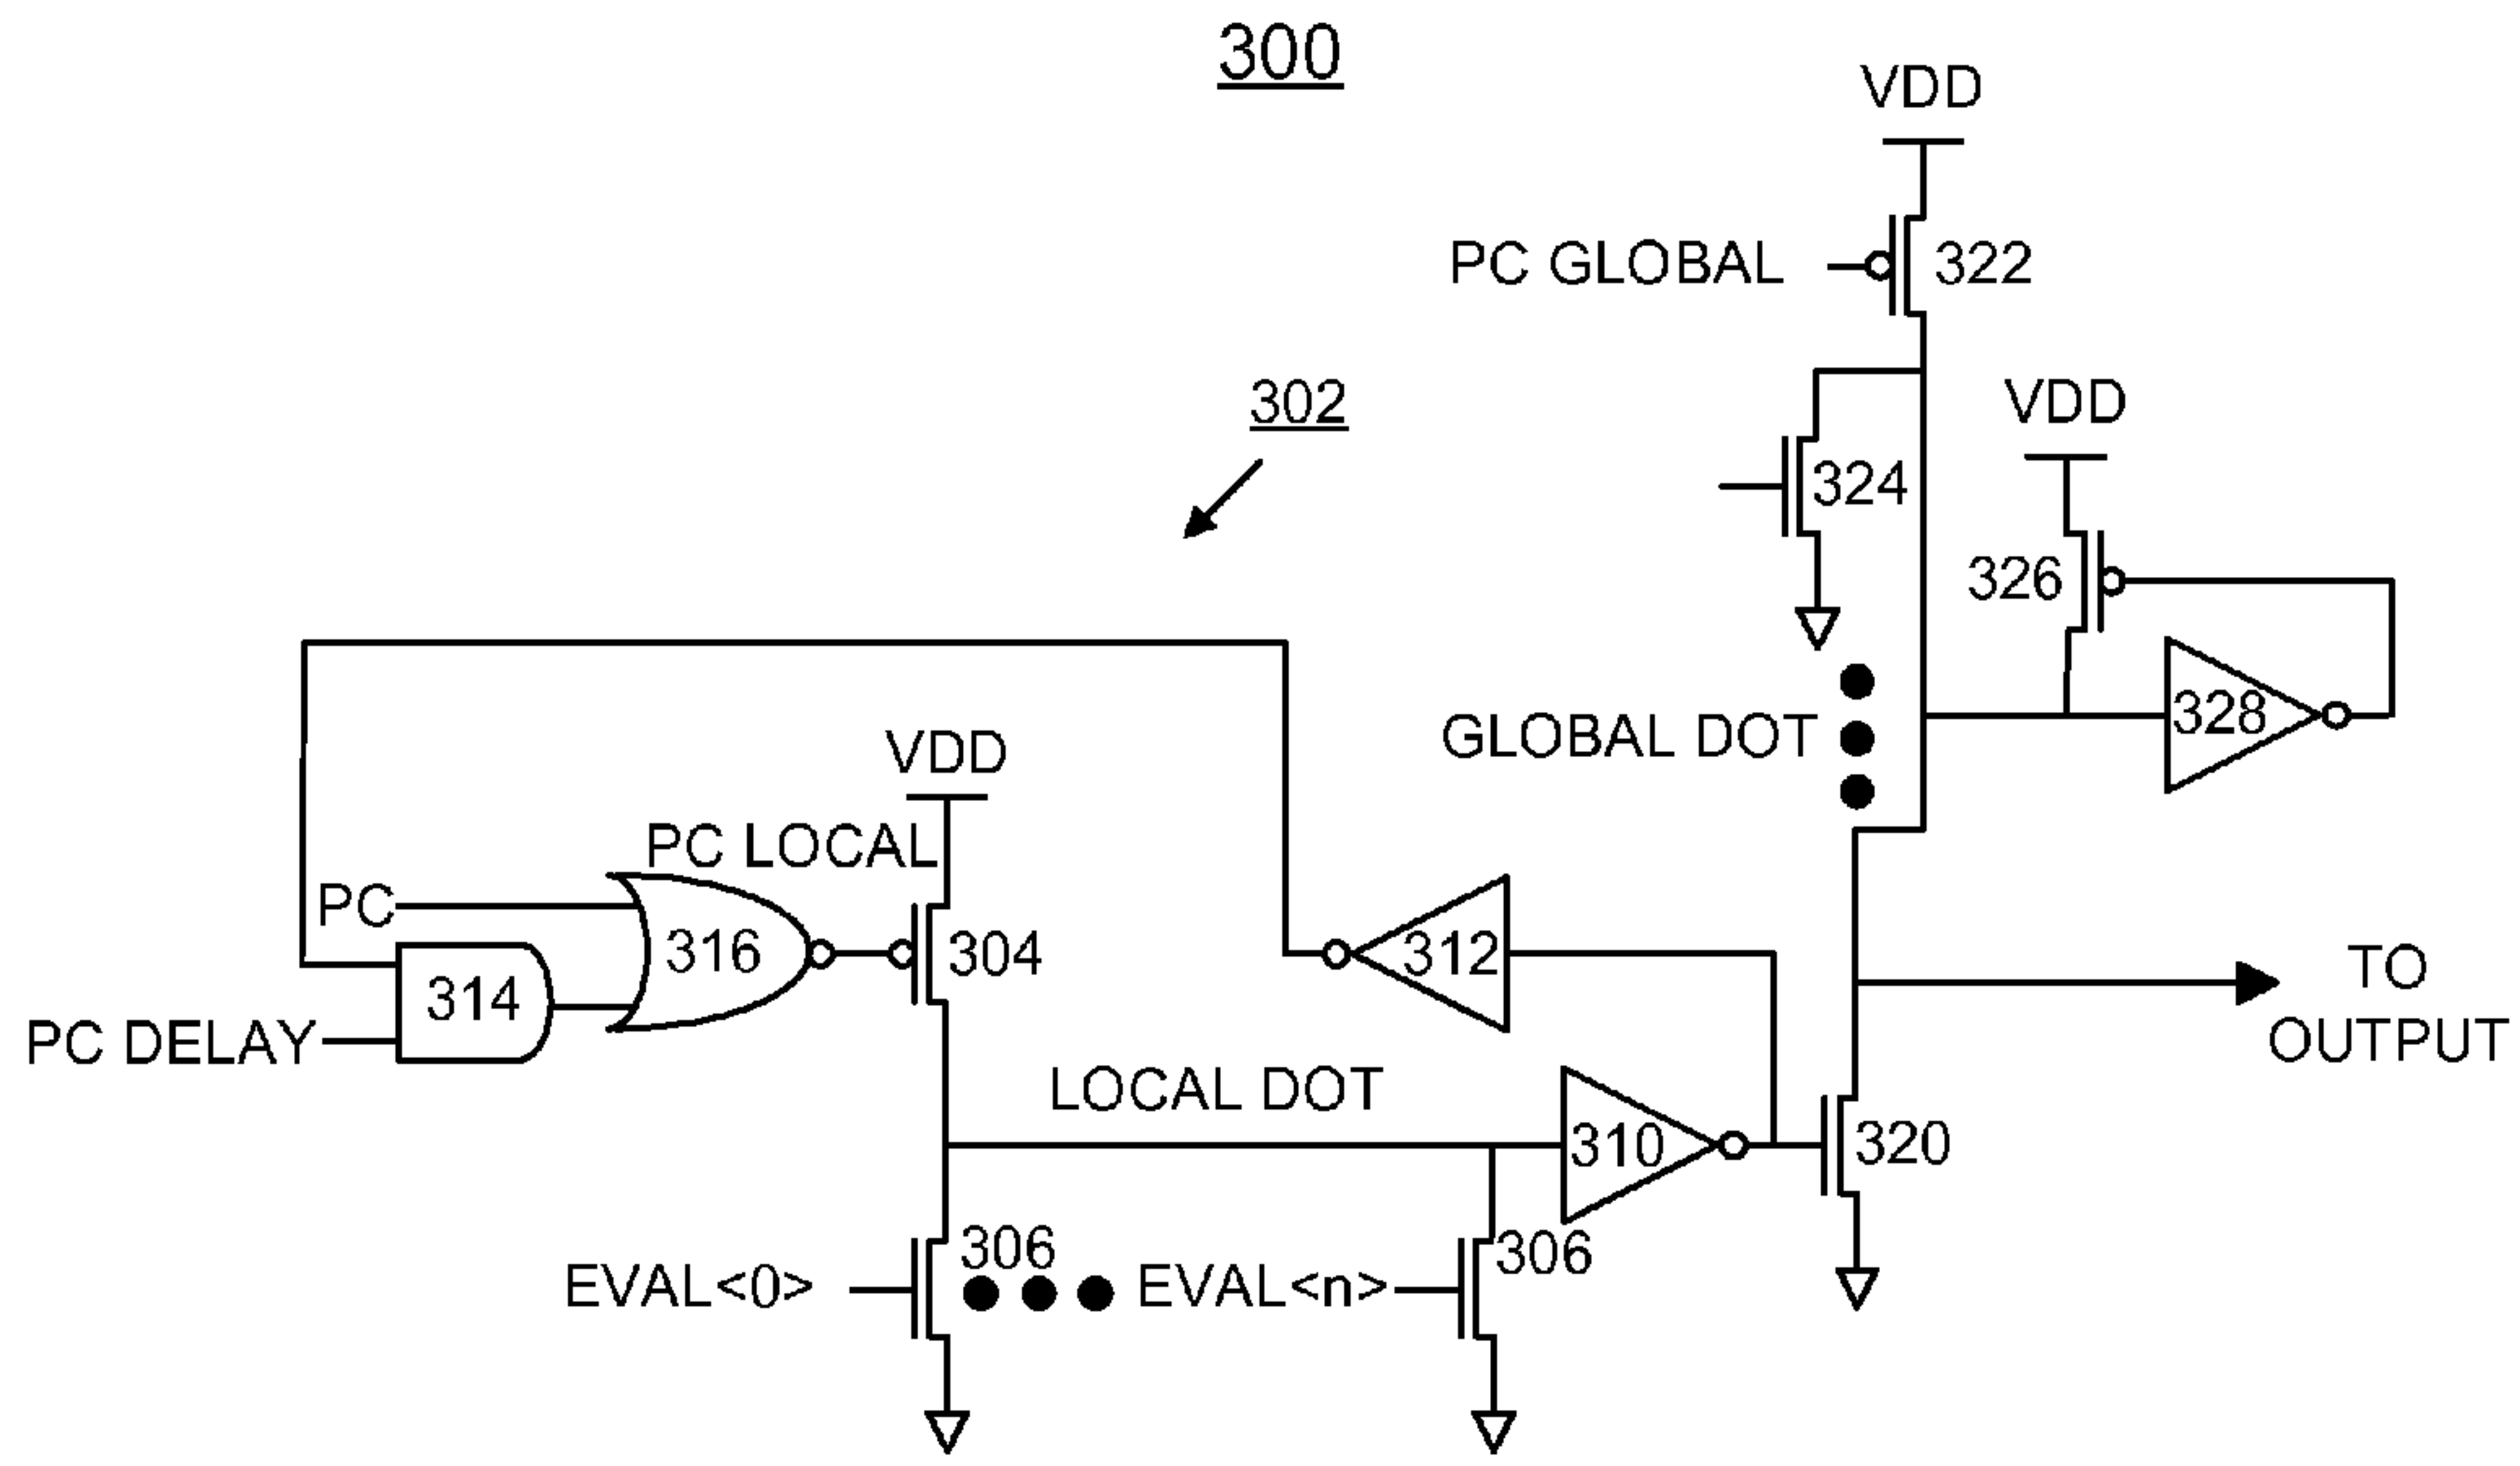 300
VDD
PC GLOBAL
322
302
VDD
324
326
328
GLOBAL DOT
VDD
PC LOCAL
PC
316
304
312
314
PC DELAY
TO
OUTPUT
LOCAL DOT
310
320
306
306
EVAL<0>
EVAL<n>